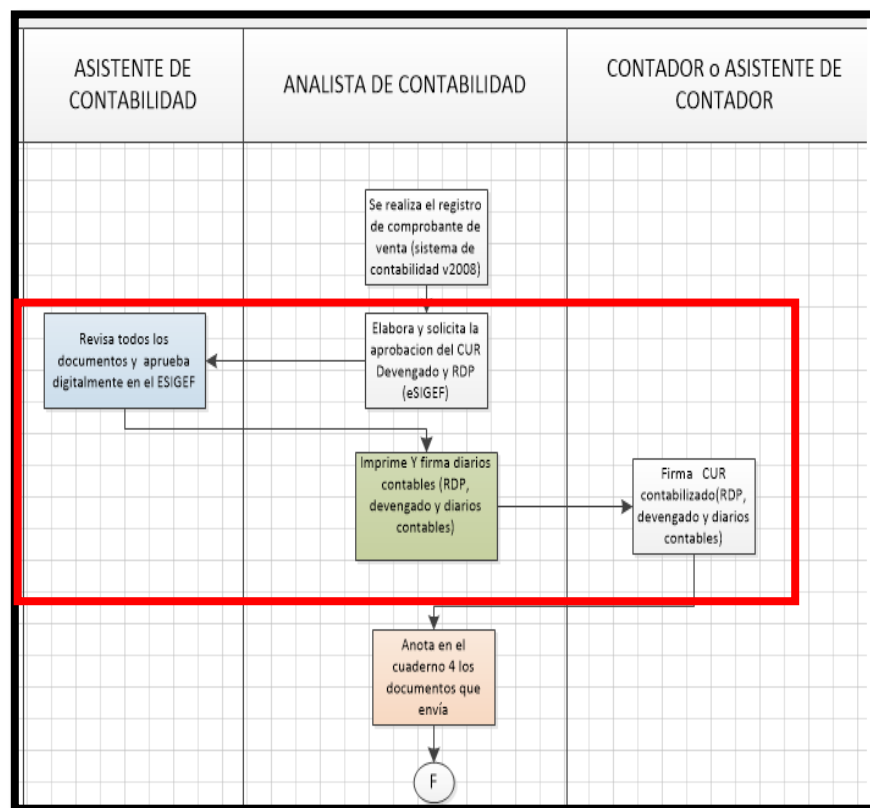 ASISTENTE DE
CONTABILIDAD
ANALISTA DE CONTABILIDAD
CONTADOR o ASISTENTE DE
CONTADOR
Se realiza el registro
de comprobante de
venta (sistema de
contabilidad v2008)
Revisa todos los
documentos y aprueba
digitalmente en el ESIGEF
Elabora y solicita la
aprobacion del CUR
Devengado y RDP
(eSIGEF)
Imprime Y firma diarios
contables (RDP,
devengado y diarios
contables)
Firma CUR
contabilizado(RDP,
devengado y diarios
contables)
Anota en el
cuaderno 4 los
documentos que
envía
F